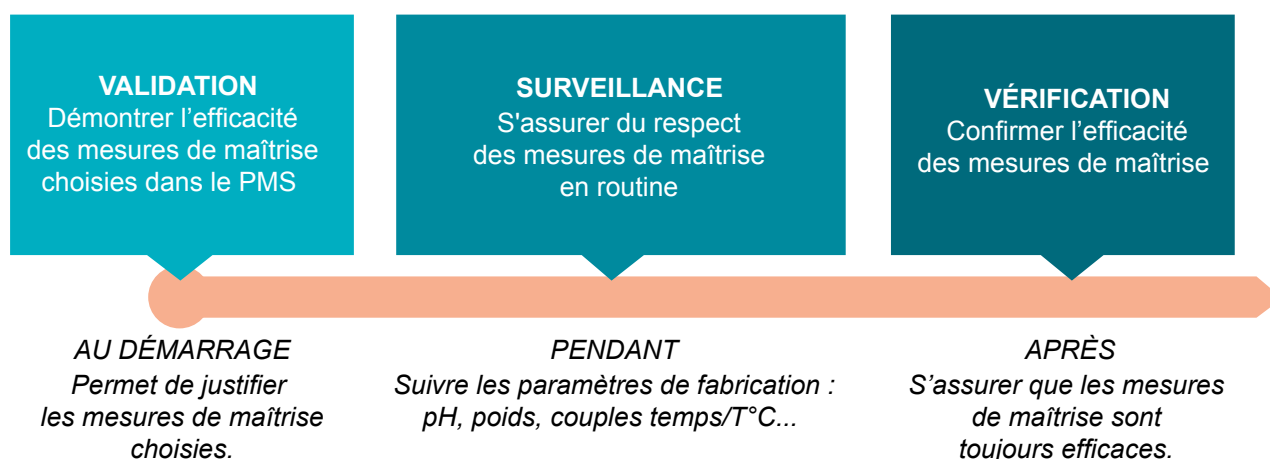 VALIDATION
Démontrer l’efficacité
des mesures de maîtrise
choisies dans le PMS
SURVEILLANCE
S'assurer du respect
des mesures de maîtrise
en routine
VÉRIFICATION
Confirmer l’efficacité
des mesures de maîtrise
AU DÉMARRAGE
Permet de justifier
les mesures de maîtrise
choisies.
PENDANT
Suivre les paramètres de fabrication :
pH, poids, couples temps/T°C...
APRÈS
S’assurer que les mesures
de maîtrise sont
toujours efficaces.